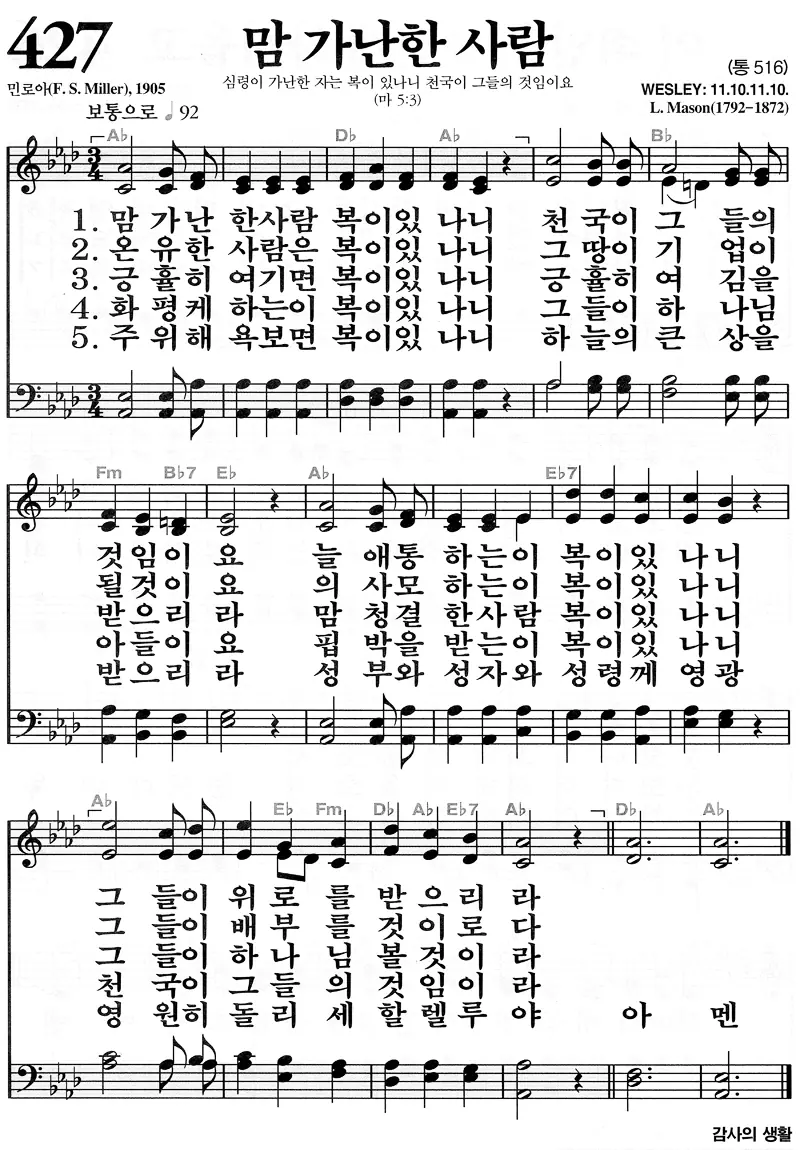 427
맘 가난한 사람
(통 516)
민로아(F. S. Miller), 1905
심령이 가난한 자는 복이 있나니 천국이 그들의 것임이요
(마 5:3)
WESLEY: 11.10.11.10.
L. Mason(1792-1872)
보통으로 ♩92
A♭ D♭ A♭ B♭
1. 맘 가난 한사람 복이있 나니 천 국이 그 들의
2. 온 유한 사람은 복이있 나니 그 땅이 기 업이
3. 긍 휼히 여기면 복이있 나니 긍 휼히 여 김을
4. 화 평케 하는이 복이있 나니 그 들이 하 나님
5. 주 위해 욕보면 복이있 나니 하 늘의 큰 상을
Fm B♭7 E♭ A♭ E♭7
것임이 요 늘 애통 하는이 복이있 나니
될것이 요 의 사모 하는이 복이있 나니
받으리 라 맘 청결 한사람 복이있 나니
아들이 요 핍 박을 받는이 복이있 나니
받으리 라 성 부와 성자와 성령께 영광
A♭ E♭ Fm D♭ A♭ E♭7 A♭ D♭ A♭
그 들이 위로를 받으리 라
그 들이 배부를 것이로 다
그 들이 하나님 볼것이 라
천 국이 그들의 것임이 라
영 원히 돌리세 할렐루 야 아 멘
감사의 생활